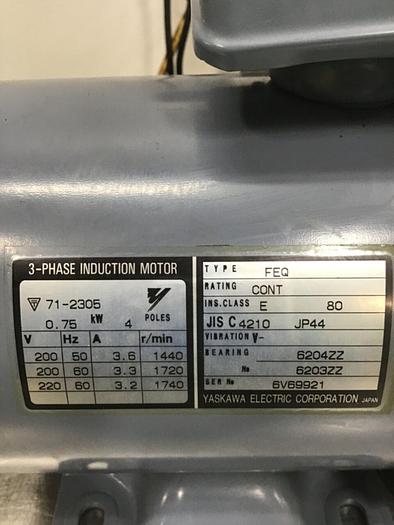 3-PHASE INDUCTION MOTOR
71-2305
0.75 kW 4 POLES
V Hz A r/min
200 50 3.6 1440
200 60 3.3 1720
220 60 3.2 1740
TYPE FEQ
RATING CONT
INS.CLASS E 80
JIS C 4210 JP44
VIBRATION V-
BEARING 6204ZZ
No 6203ZZ
SER No 6V69921
YASKAWA ELECTRIC CORPORATION JAPAN